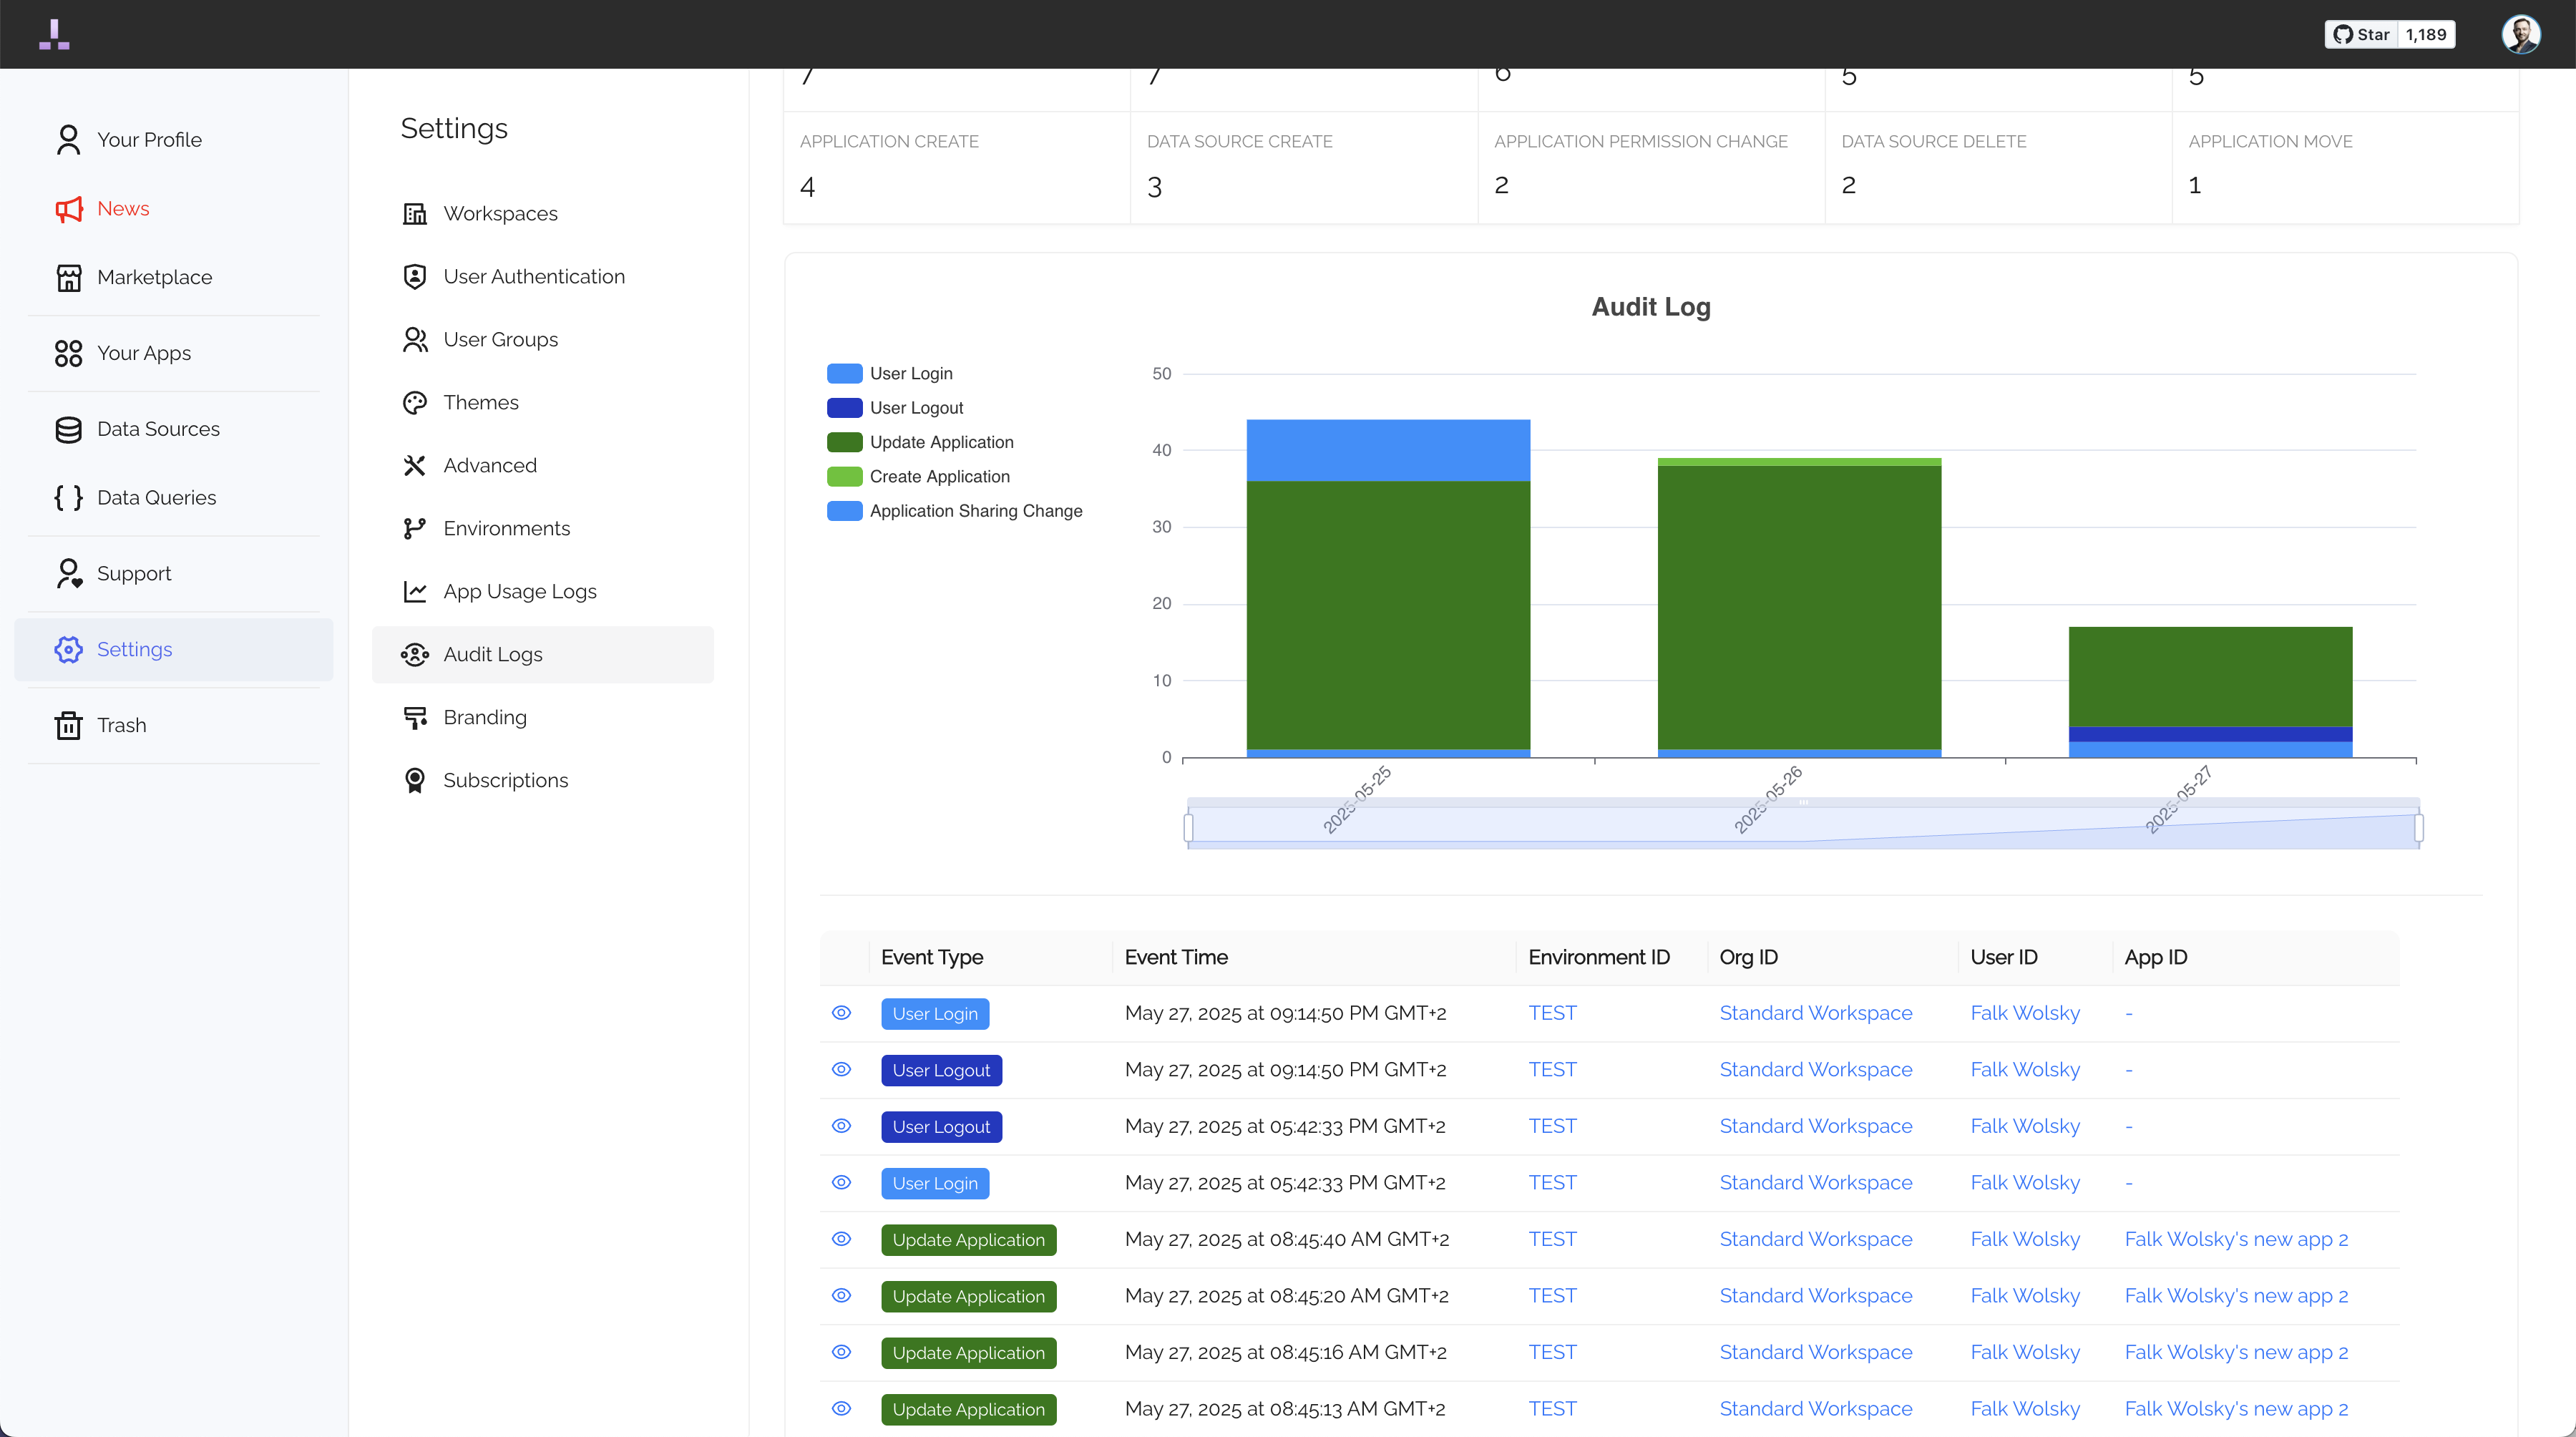 Star 1,189
Your Profile
News
Marketplace
Your Apps
Data Sources
Data Queries
Support
Settings
Trash
Settings
Workspaces
User Authentication
User Groups
Themes
Advanced
Environments
App Usage Logs
Audit Logs
Branding
Subscriptions
7 7 6 5 5
APPLICATION CREATE DATA SOURCE CREATE APPLICATION PERMISSION CHANGE DATA SOURCE DELETE APPLICATION MOVE
4 3 2 2 1
Audit Log
User Login
User Logout
Update Application
Create Application
Application Sharing Change
50
40
30
20
10
0
2025-05-25 2025-05-26 2025-05-27
Event Type Event Time Environment ID Org ID User ID App ID
User Login May 27, 2025 at 09:14:50 PM GMT+2 TEST Standard Workspace Falk Wolsky -
User Logout May 27, 2025 at 09:14:50 PM GMT+2 TEST Standard Workspace Falk Wolsky -
User Logout May 27, 2025 at 05:42:33 PM GMT+2 TEST Standard Workspace Falk Wolsky -
User Login May 27, 2025 at 05:42:33 PM GMT+2 TEST Standard Workspace Falk Wolsky -
Update Application May 27, 2025 at 08:45:40 AM GMT+2 TEST Standard Workspace Falk Wolsky Falk Wolsky's new app 2
Update Application May 27, 2025 at 08:45:20 AM GMT+2 TEST Standard Workspace Falk Wolsky Falk Wolsky's new app 2
Update Application May 27, 2025 at 08:45:16 AM GMT+2 TEST Standard Workspace Falk Wolsky Falk Wolsky's new app 2
Update Application May 27, 2025 at 08:45:13 AM GMT+2 TEST Standard Workspace Falk Wolsky Falk Wolsky's new app 2